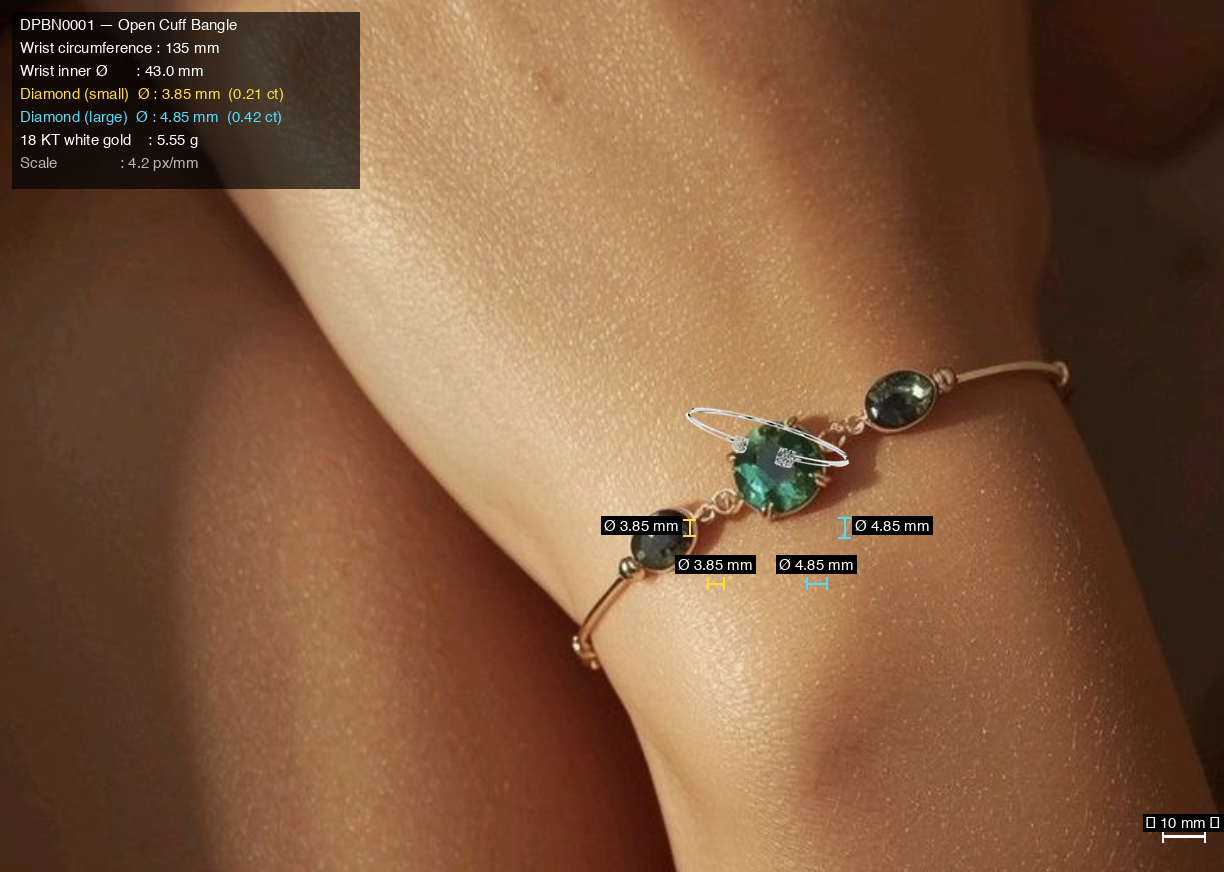 DPBN0001 — Open Cuff Bangle
Wrist circumference : 135 mm
Wrist inner Ø : 43.0 mm
Diamond (small) Ø : 3.85 mm (0.21 ct)
Diamond (large) Ø : 4.85 mm (0.42 ct)
18 KT white gold : 5.55 g
Scale : 4.2 px/mm
Ø 3.85 mm
Ø 4.85 mm
Ø 3.85 mm
Ø 4.85 mm
10 mm